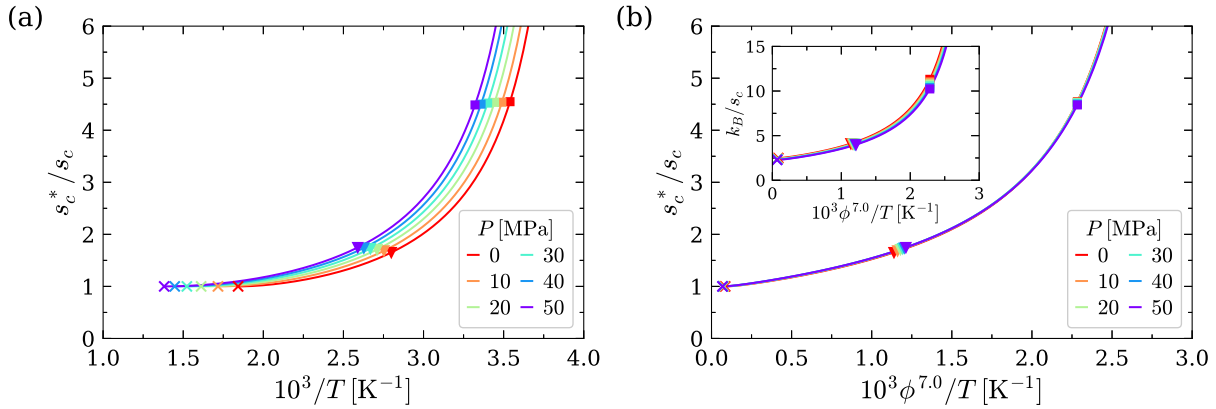 (a)
6
5
4
3
2
1
0
s_c^* / s_c
1.0 1.5 2.0 2.5 3.0 3.5 4.0
10^3/T [K^{-1}]
P [MPa]
0 30
10 40
20 50
(b)
6
5
4
3
2
1
0
s_c^* / s_c
0.0 0.5 1.0 1.5 2.0 2.5 3.0
10^3 ϕ^{7.0}/T [K^{-1}]
15
10
5
0
k_B/s_c
0 1 2 3
10^3 ϕ^{7.0}/T [K^{-1}]
P [MPa]
0 30
10 40
20 50